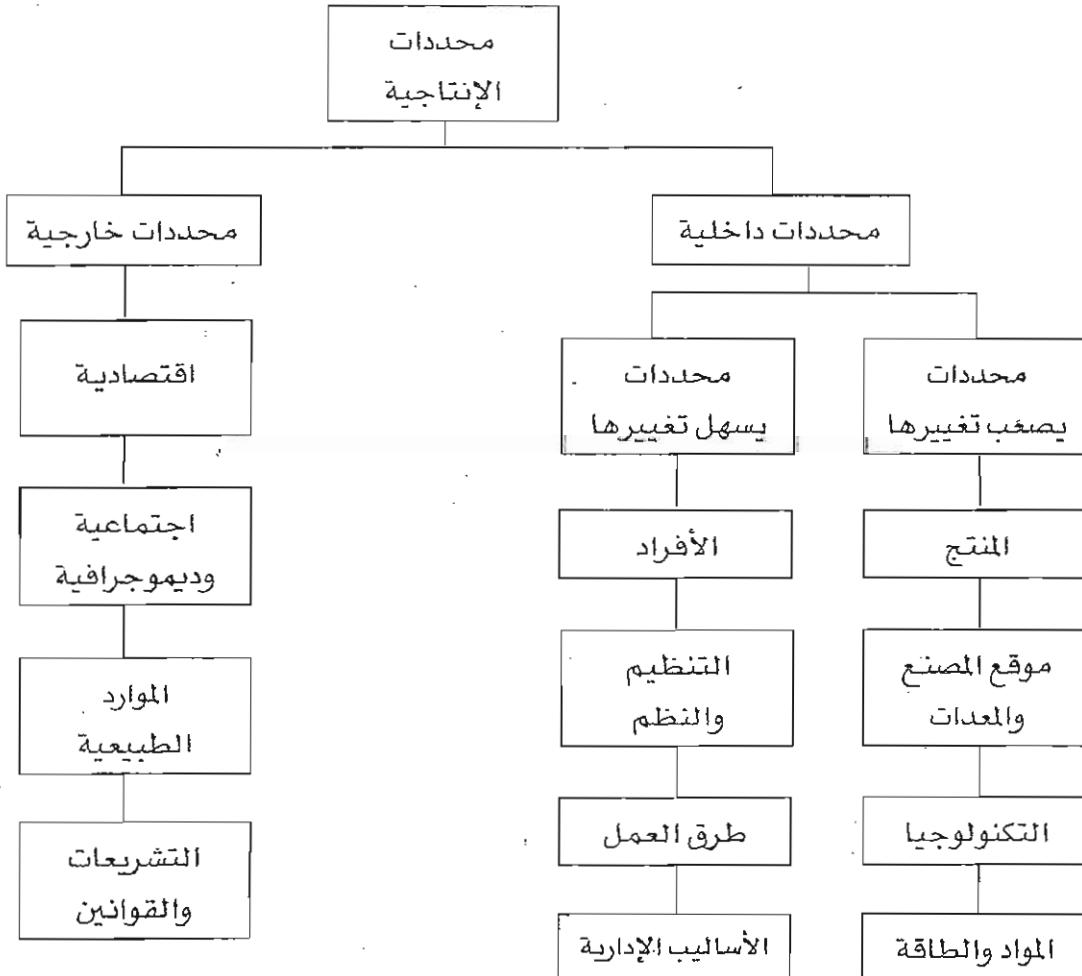 محددات
الإنتاجية
محددات داخلية
محددات خارجية
محددات
يصعب تغييرها
المنتج
موقع المصنع
والمعدات
التكنولوجيا
المواد والطاقة
محددات
يسهل تغييرها
الأفراد
التنظيم
والنظم
طرق العمل
الأساليب الإدارية
اقتصادية
اجتماعية
وديموجرافية
الموارد
الطبيعية
التشريعات
والقوانين